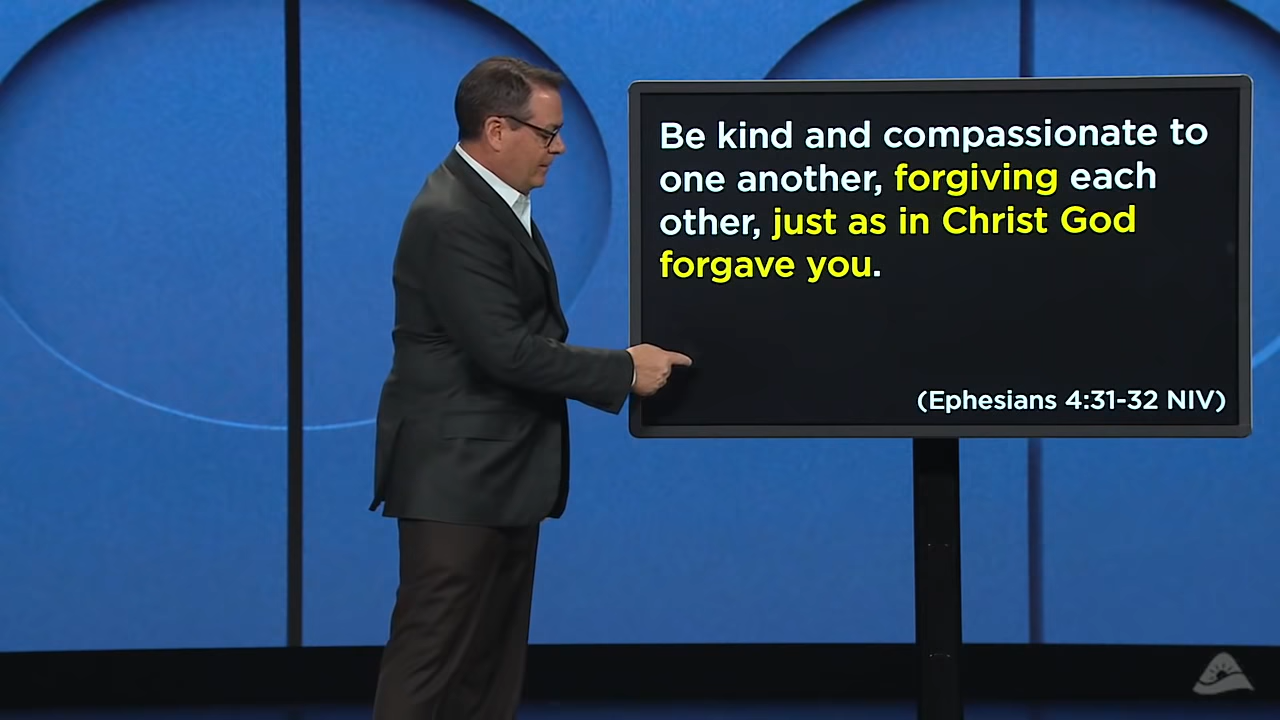 Be kind and compassionate to
one another, forgiving each
other, just as in Christ God
forgave you.
(Ephesians 4:31-32 NIV)